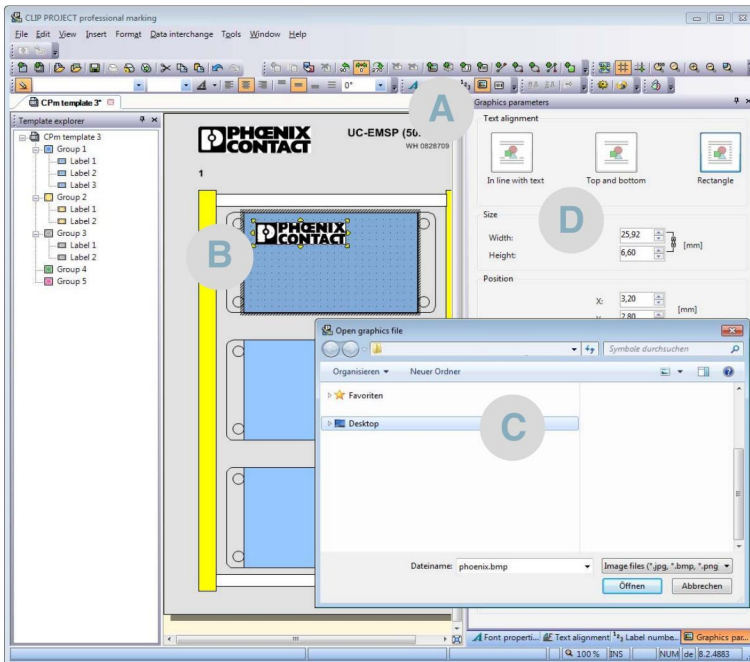 CLIP PROJECT professional marking
File Edit View Insert Format Data interchange Tools Window Help
0°
A
CPm template 3*
Graphics parameters
Template explorer
CPm template 3
Group 1
Label 1
Label 2
Label 3
Group 2
Label 1
Label 2
Group 3
Label 1
Label 2
Group 4
Group 5
PHŒNIX
CONTACT
UC-EMSP (50
WH 0828709
1
PHŒNIX
CONTACT
B
Text alignment
In line with text Top and bottom Rectangle
Size
D
Width: 25,92
Height: 6,60
[mm]
Position
X: 3,20
2,80
[mm]
Open graphics file
Symbole durchsuchen
Organisieren Neuer Ordner
Favoriten
Desktop
C
Dateiname: phoenix.bmp Image files (*.jpg, *.bmp, *.png
Öffnen Abbrechen
Font properti... Text alignment 123 Label numbe... Graphics par...
100 % INS NUM de 8.2.4883